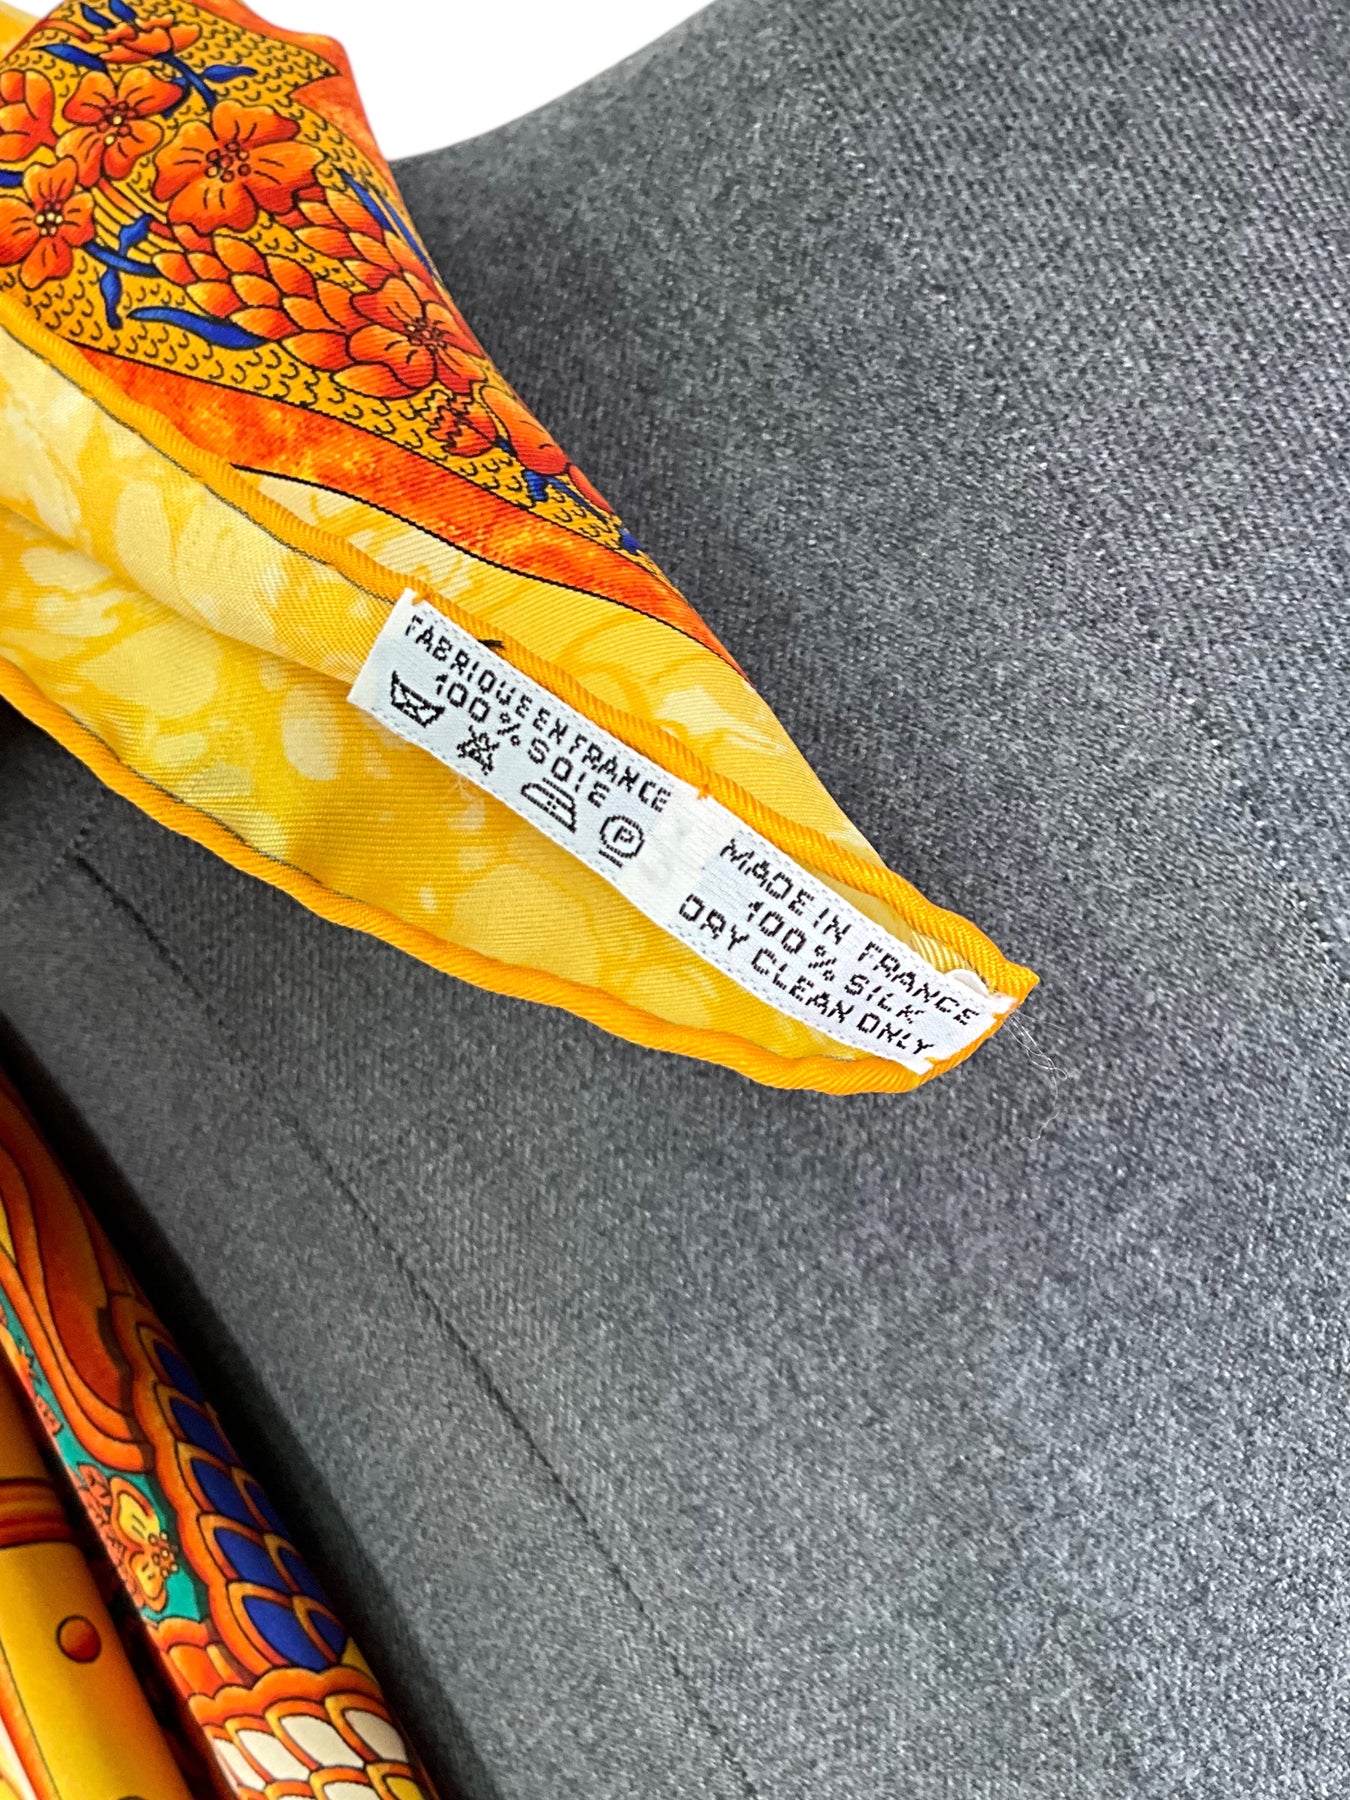 FABRIQUE EN FRANCE
100% SOIE
P
MADE IN FRANCE
100% SILK
DRY CLEAN ONLY